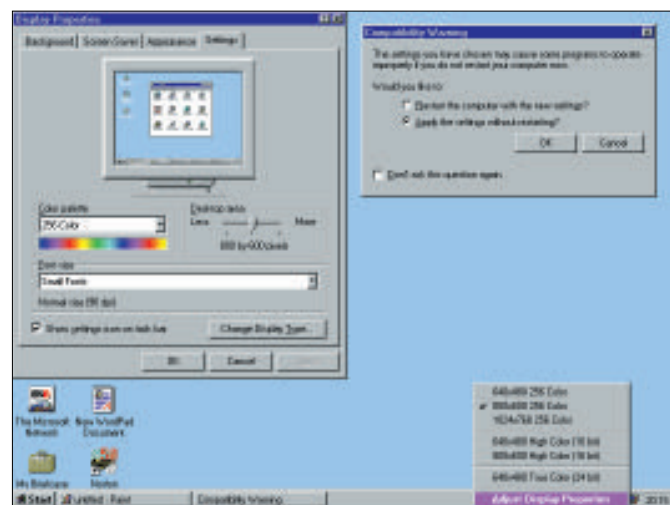 Display Properties
Background Screen Saver Appearance Settings
Color palette
256 Color
Desktop area
Less More
800 by 600 pixels
Font size
Small Fonts
Normal size (96 dpi)
Show settings icon on task bar
Change Display Type...
OK Cancel
Compatibility Warning
The settings you have chosen may cause some programs to operate
improperly if you do not restart your computer now.
Would you like to:
Restart the computer with the new settings?
Apply the settings without restarting?
OK Cancel
Don't ask this question again.
The Microsoft Network
New WordPad Document
My Briefcase
Norton
640x480 256 Color
800x600 256 Color
1024x768 256 Color
640x480 High Color (16 bit)
800x600 High Color (16 bit)
640x480 True Color (24 bit)
Adjust Display Properties
Start untitled - Paint Compatibility Warning